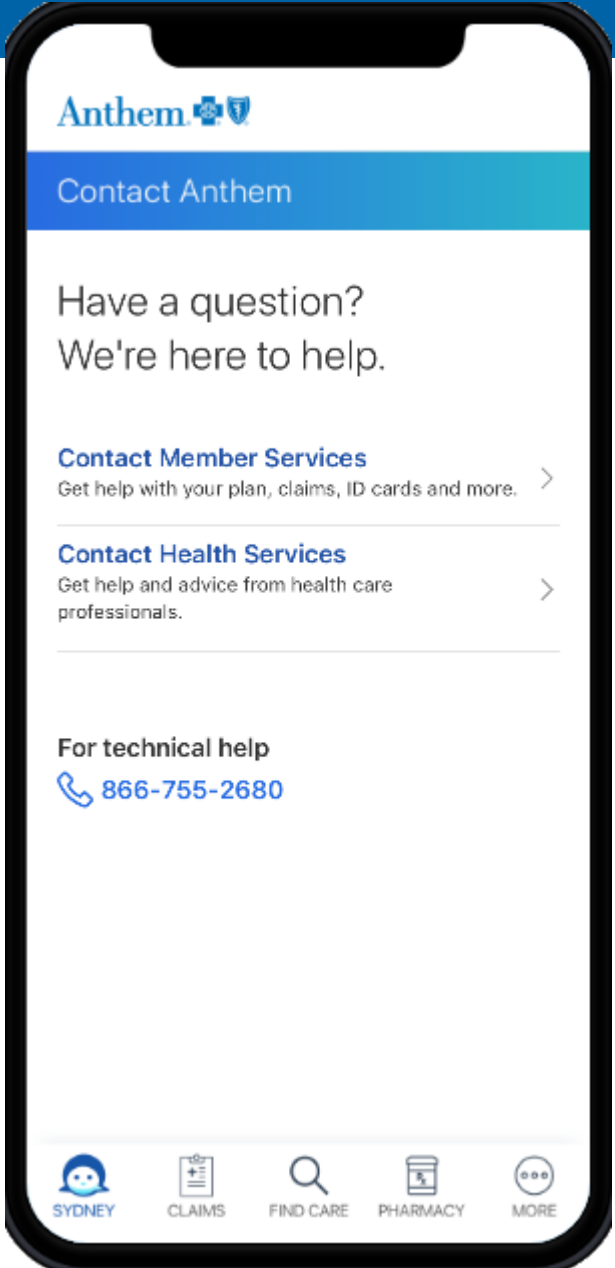 Anthem
Contact Anthem
Have a question?
We're here to help.
Contact Member Services
Get help with your plan, claims, ID cards and more.
Contact Health Services
Get help and advice from health care
professionals.
For technical help
866-755-2680
SYDNEY CLAIMS FIND CARE PHARMACY MORE